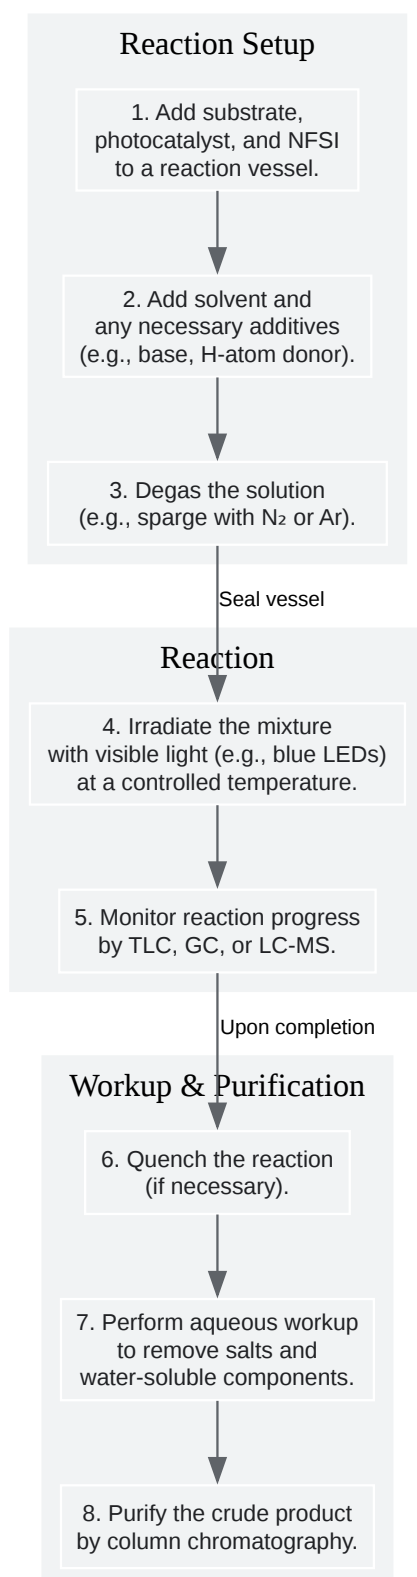 Reaction Setup
1. Add substrate,
photocatalyst, and NFSI
to a reaction vessel.
2. Add solvent and
any necessary additives
(e.g., base, H-atom donor).
3. Degas the solution
(e.g., sparge with N₂ or Ar).
Seal vessel
Reaction
4. Irradiate the mixture
with visible light (e.g., blue LEDs)
at a controlled temperature.
5. Monitor reaction progress
by TLC, GC, or LC-MS.
Upon completion
Workup & Purification
6. Quench the reaction
(if necessary).
7. Perform aqueous workup
to remove salts and
water-soluble components.
8. Purify the crude product
by column chromatography.